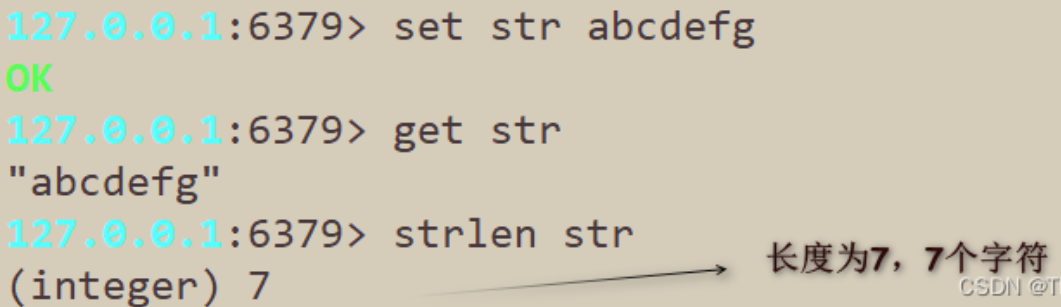 127.0.0.1:6379> set str abcdefg
OK
127.0.0.1:6379> get str
"abcdefg"
127.0.0.1:6379> strlen str
(integer) 7
长度为7，7个字符
CSDN @T